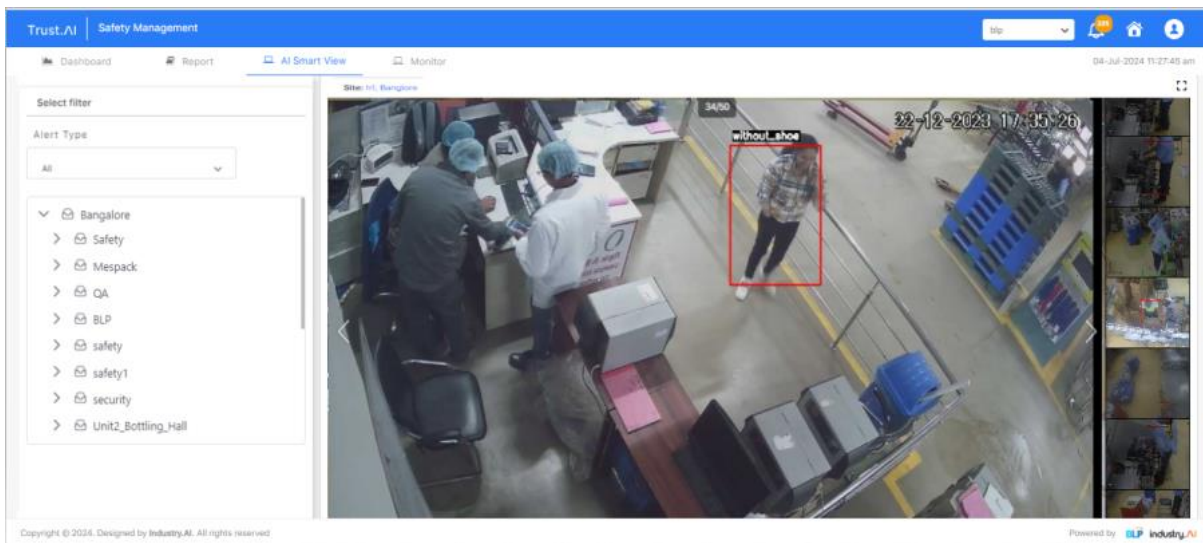 Trust.AI
Safety Management
blp
Dashboard
Report
AI Smart View
Monitor
04-Jul-2024 11:27:45 am
Select filter
Site: Bangalore
Alert Type
All
Bangalore
Safety
Mespack
QA
BLP
safety
safety1
security
Unit2_Bottling_Hall
34/50
22-12-2023 17:35:26
without_shoe
Copyright © 2024. Designed by Industry.AI. All rights reserved
Powered by BLP industry.AI